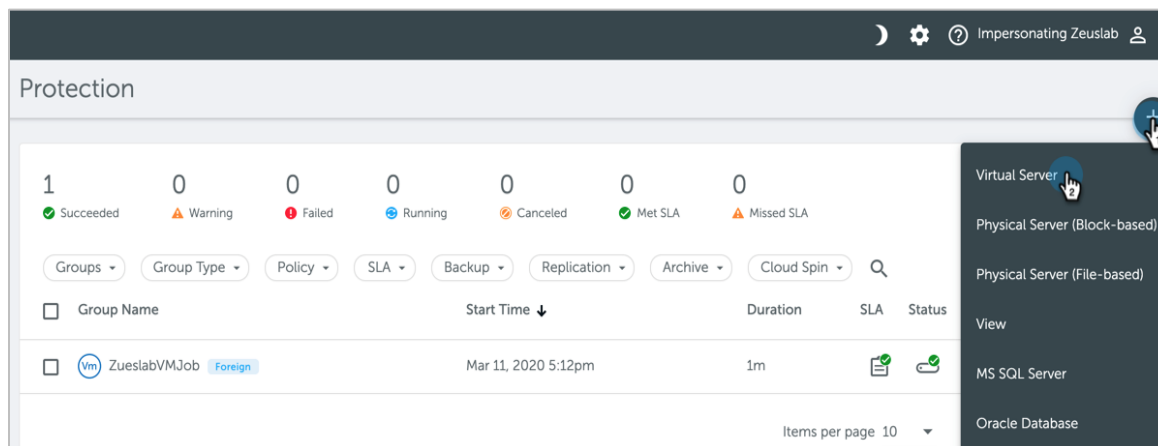 Impersonating Zeuslab
Protection
1 0 0 0 0 0 0
Succeeded Warning Failed Running Canceled Met SLA Missed SLA
Groups Group Type Policy SLA Backup Replication Archive Cloud Spin
Group Name Start Time Duration SLA Status
Vm ZueslabVMJob Foreign Mar 11, 2020 5:12pm 1m
Items per page 10
Virtual Server
2
Physical Server (Block-based)
Physical Server (File-based)
View
MS SQL Server
Oracle Database